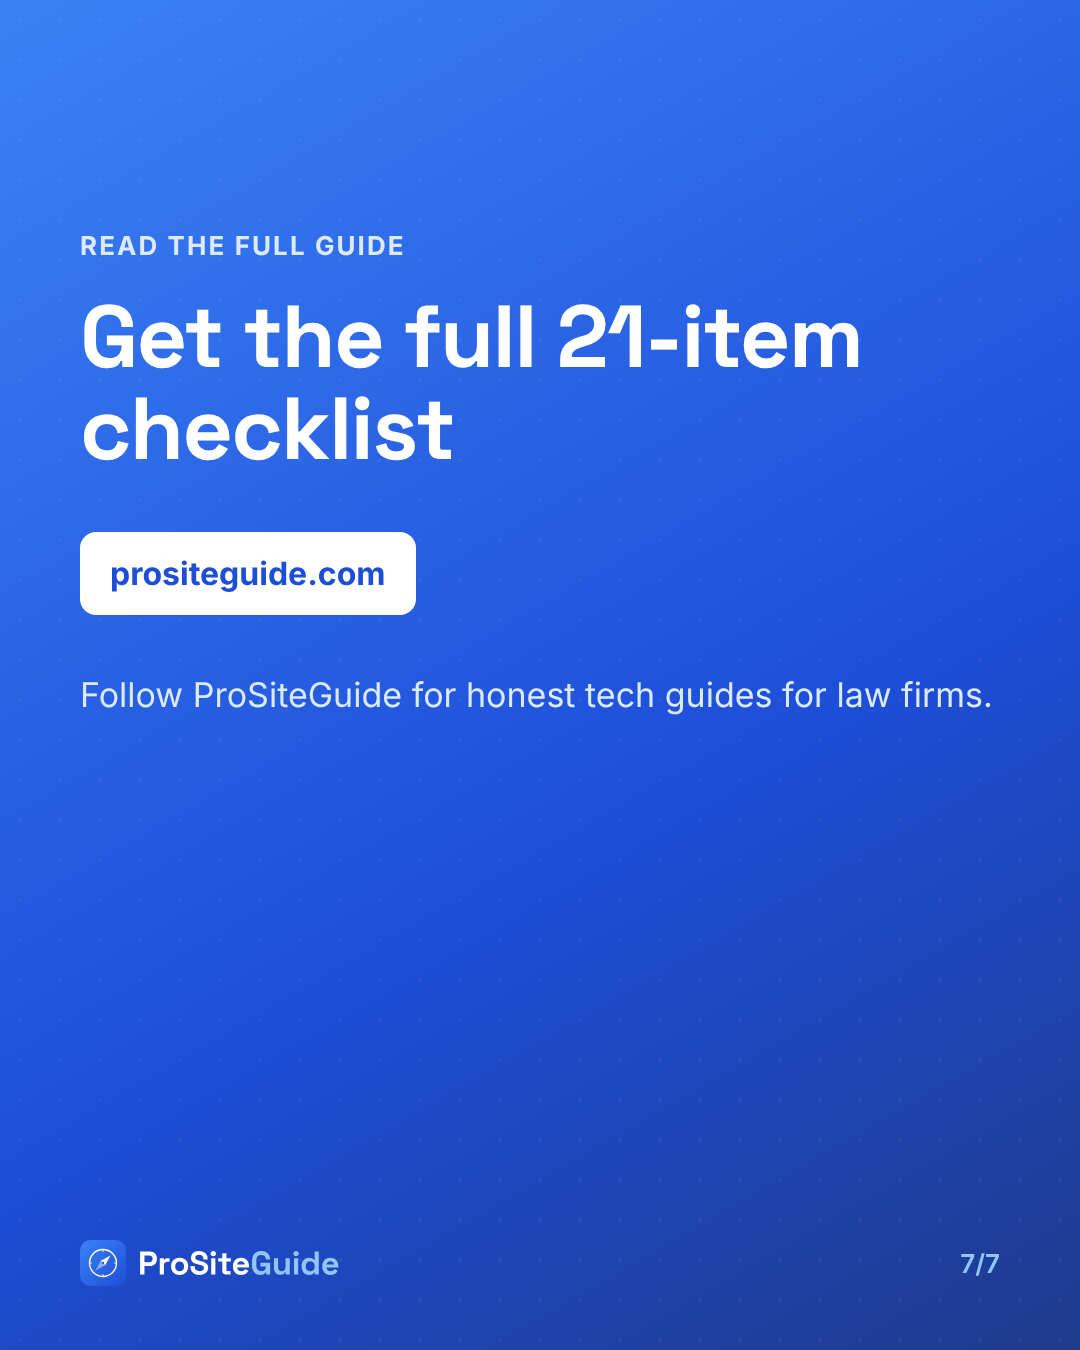 READ THE FULL GUIDE
Get the full 21-item
checklist
prositeguide.com
Follow ProSiteGuide for honest tech guides for law firms.
ProSiteGuide
7/7